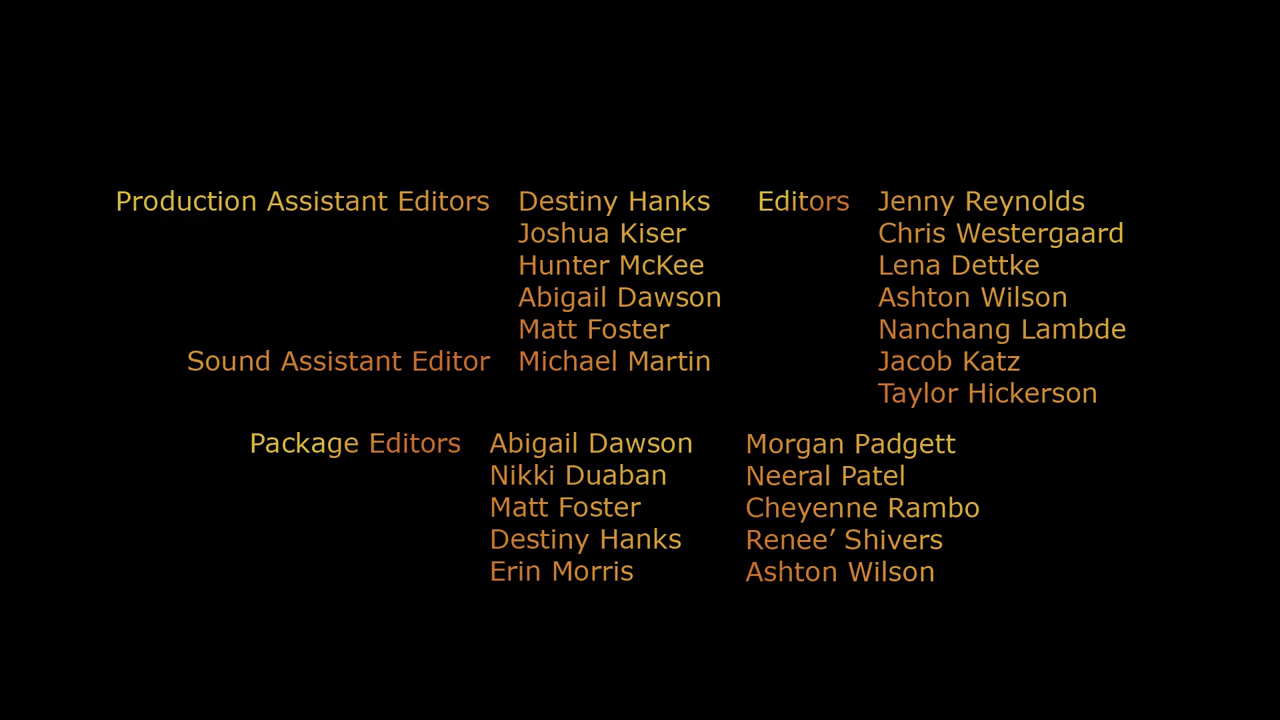 Production Assistant Editors Destiny Hanks
Joshua Kiser
Hunter McKee
Abigail Dawson
Matt Foster
Sound Assistant Editor Michael Martin
Editors Jenny Reynolds
Chris Westergaard
Lena Dettke
Ashton Wilson
Nanchang Lambde
Jacob Katz
Taylor Hickerson
Package Editors Abigail Dawson
Nikki Duaban
Matt Foster
Destiny Hanks
Erin Morris
Morgan Padgett
Neeral Patel
Cheyenne Rambo
Renee’ Shivers
Ashton Wilson